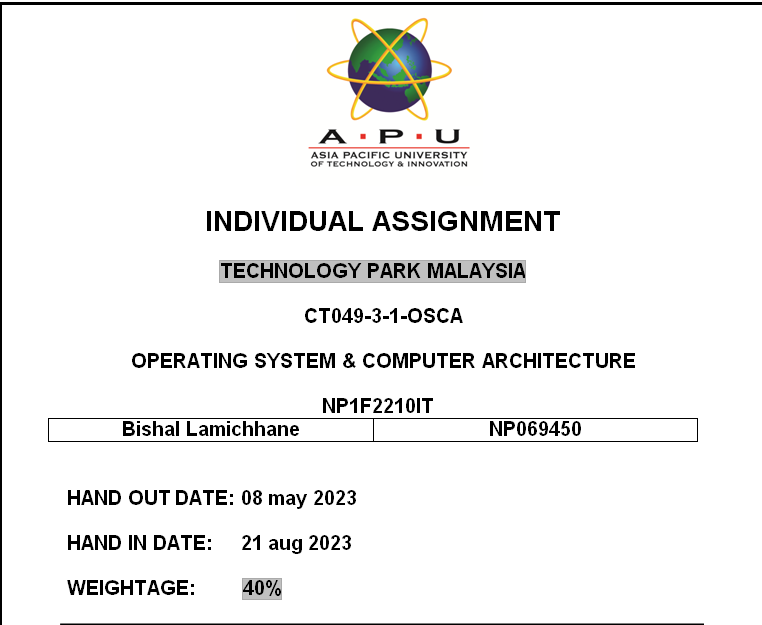 A·P·U
ASIA PACIFIC UNIVERSITY
OF TECHNOLOGY & INNOVATION
INDIVIDUAL ASSIGNMENT
TECHNOLOGY PARK MALAYSIA
CT049-3-1-OSCA
OPERATING SYSTEM & COMPUTER ARCHITECTURE
NP1F2210IT
Bishal Lamichhane NP069450
HAND OUT DATE: 08 may 2023
HAND IN DATE: 21 aug 2023
WEIGHTAGE: 40%